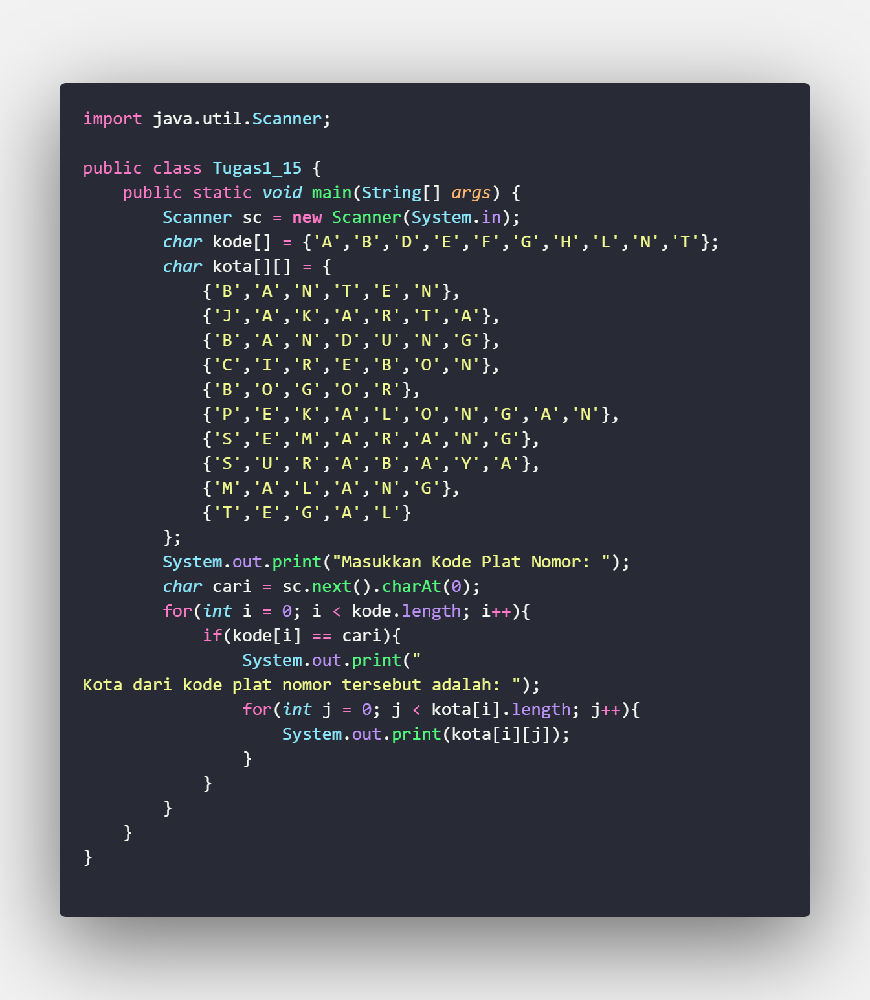 import java.util.Scanner;

public class Tugas1_15 {
    public static void main(String[] args) {
        Scanner sc = new Scanner(System.in);
        char kode[] = {'A','B','D','E','F','G','H','L','N','T'};
        char kota[][] = {
            {'B','A','N','T','E','N'},
            {'J','A','K','A','R','T','A'},
            {'B','A','N','D','U','N','G'},
            {'C','I','R','E','B','O','N'},
            {'B','O','G','O','R'},
            {'P','E','K','A','L','O','N','G','A','N'},
            {'S','E','M','A','R','A','N','G'},
            {'S','U','R','A','B','A','Y','A'},
            {'M','A','L','A','N','G'},
            {'T','E','G','A','L'}
        };
        System.out.print("Masukkan Kode Plat Nomor: ");
        char cari = sc.next().charAt(0);
        for(int i = 0; i < kode.length; i++){
            if(kode[i] == cari){
                System.out.print("
Kota dari kode plat nomor tersebut adalah: ");
                for(int j = 0; j < kota[i].length; j++){
                    System.out.print(kota[i][j]);
                }
            }
        }
    }
}